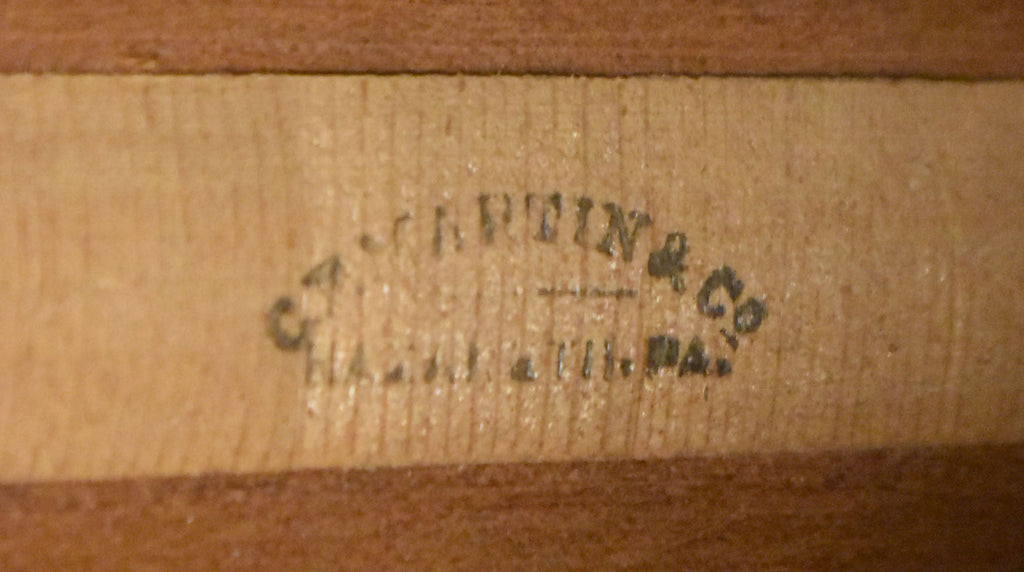 C. F. MARTIN & Co.
NAZARETH, PA.